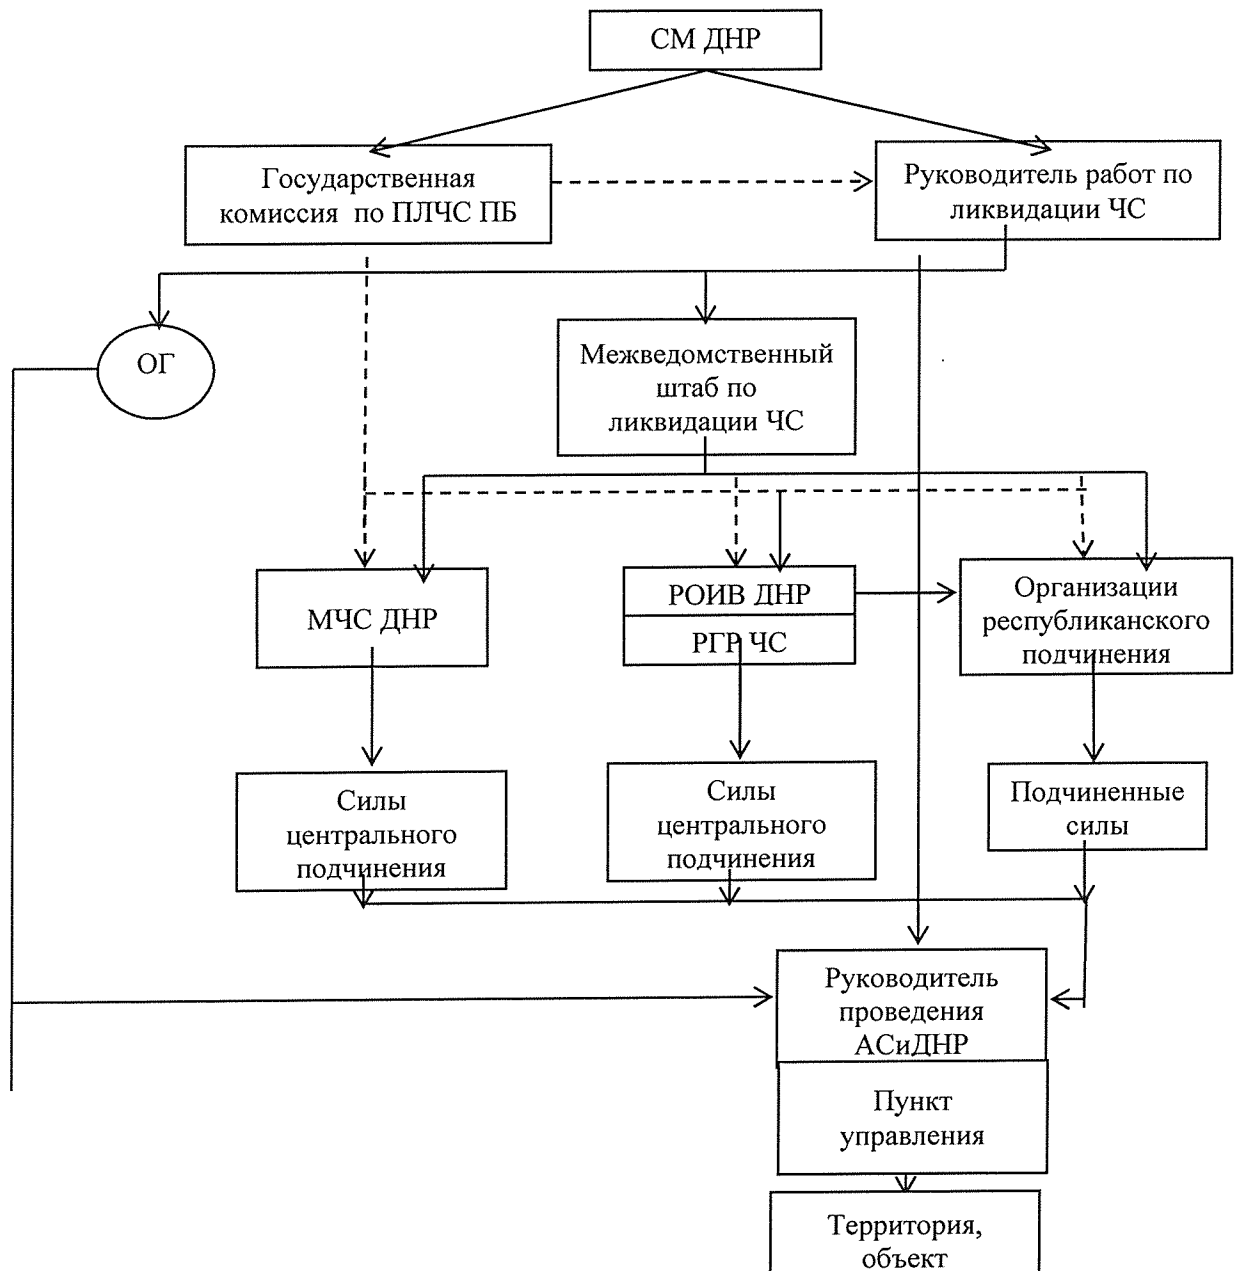 СМ ДНР
Государственная
комиссия по ПЛЧС ПБ
Руководитель работ по
ликвидации ЧС
ОГ
Межведомственный
штаб по
ликвидации ЧС
МЧС ДНР
РОИВ ДНР
РГР ЧС
Организации
республиканского
подчинения
Силы
центрального
подчинения
Силы
центрального
подчинения
Подчиненные
силы
Руководитель
проведения
АСиДНР
Пункт
управления
Территория,
объект